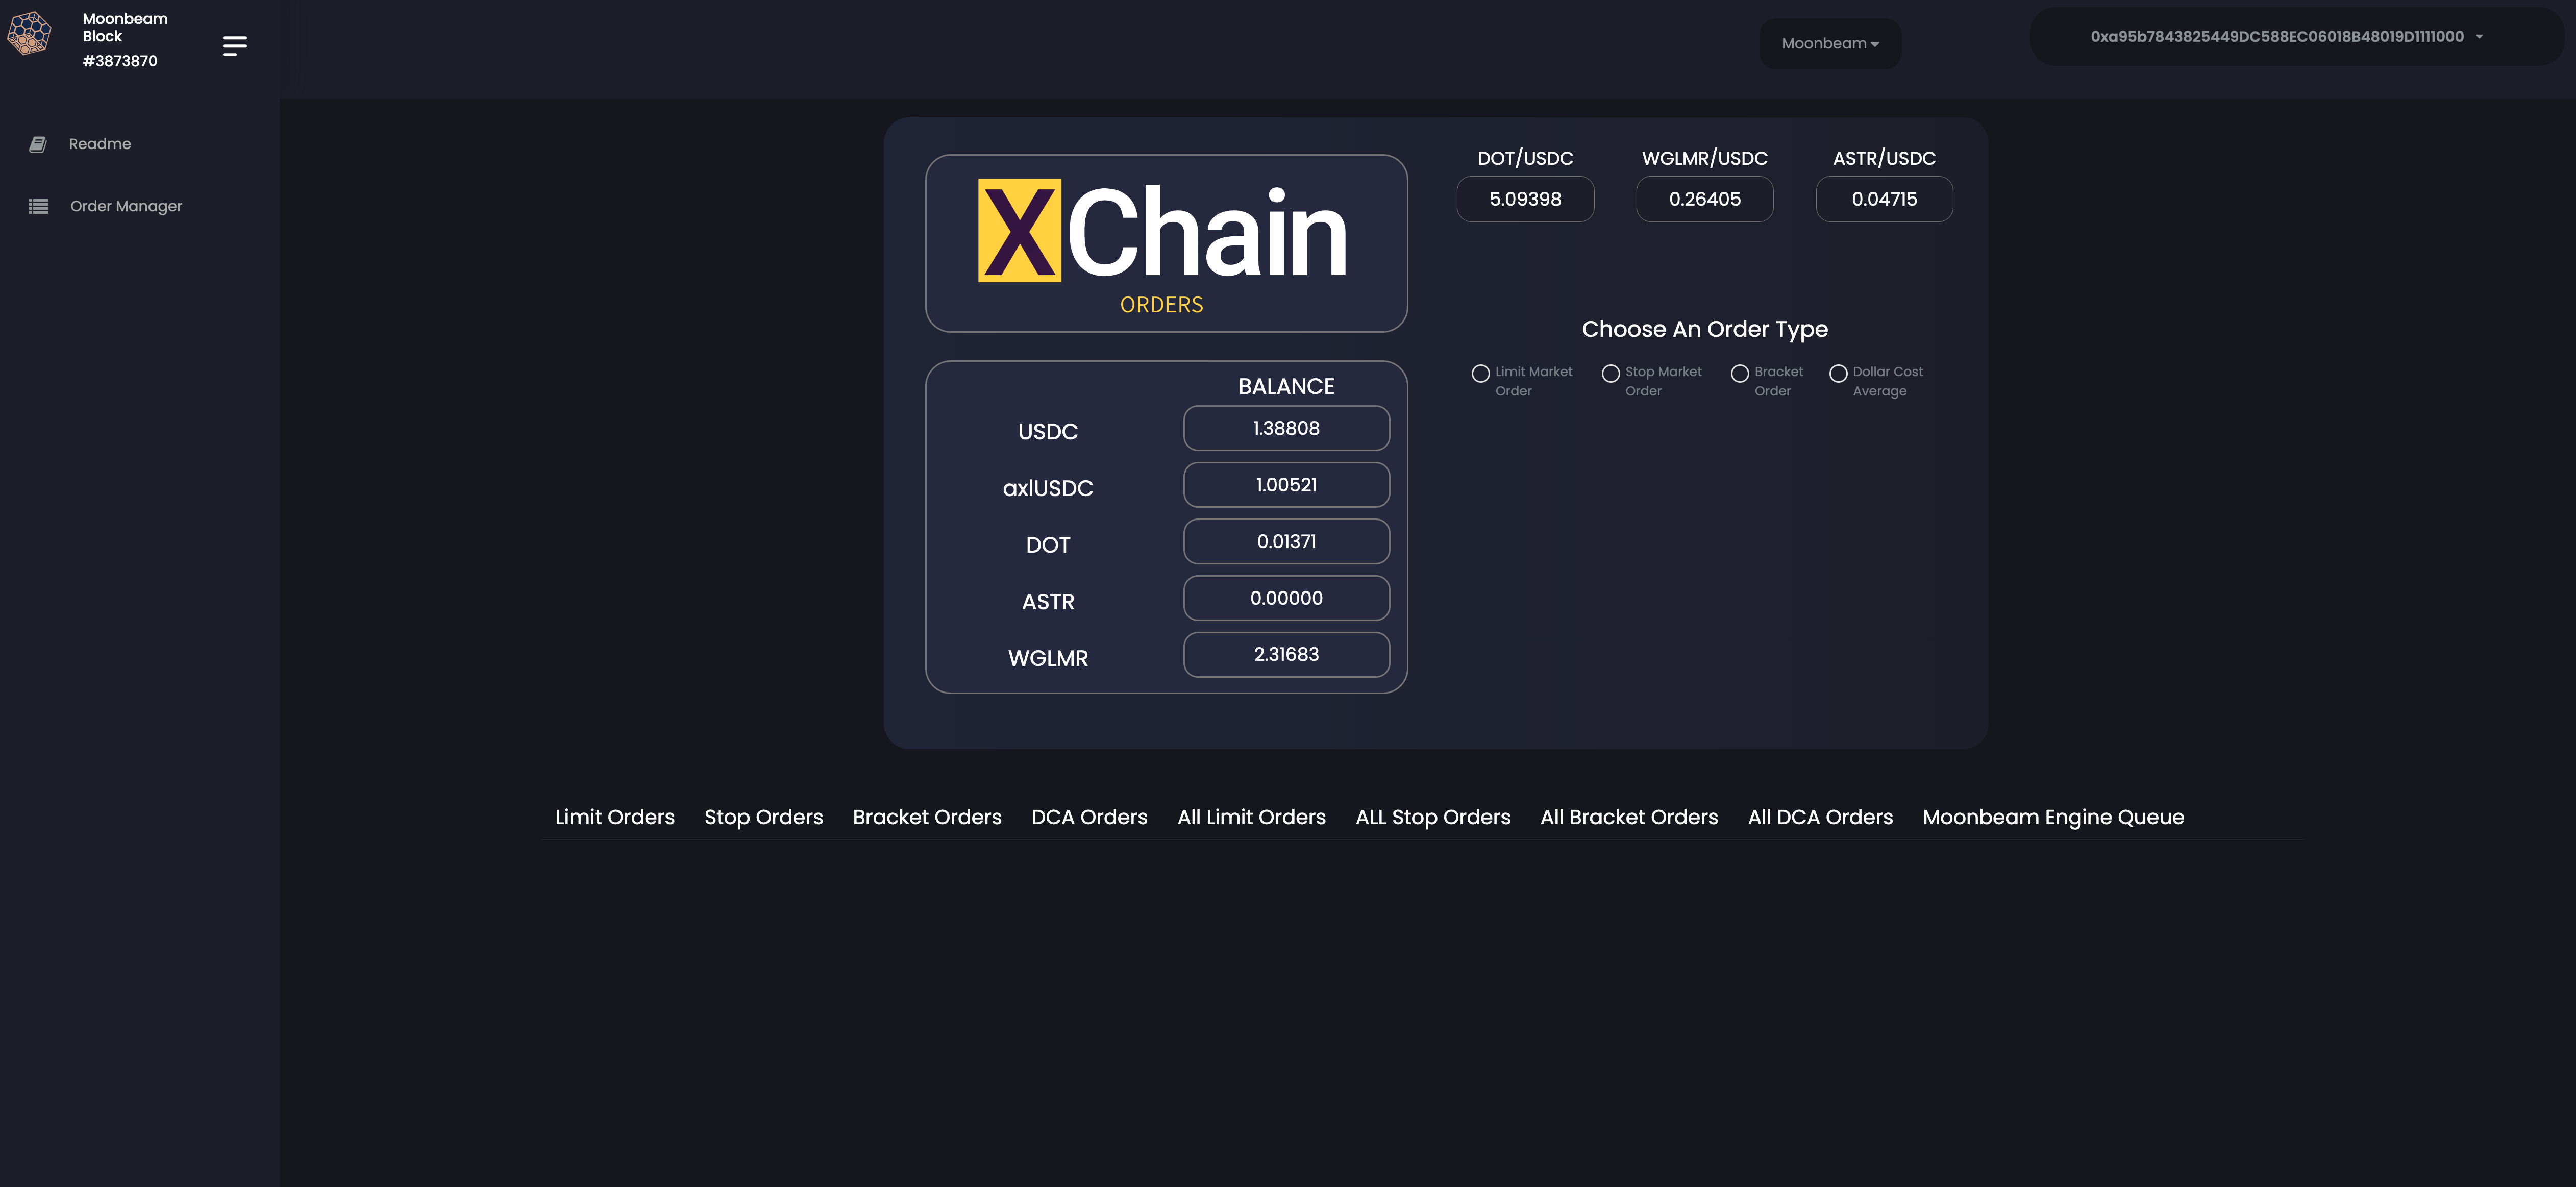 Moonbeam
Block
#3873870
Moonbeam
0xa95b7843825449DC588EC06018B48019D1111000
Readme
Order Manager
XChain
ORDERS
DOT/USDC WGLMR/USDC ASTR/USDC
5.09398 0.26405 0.04715
Choose An Order Type
Limit Market Order
Stop Market Order
Bracket Order
Dollar Cost Average
BALANCE
USDC 1.38808
axlUSDC 1.00521
DOT 0.01371
ASTR 0.00000
WGLMR 2.31683
Limit Orders Stop Orders Bracket Orders DCA Orders All Limit Orders ALL Stop Orders All Bracket Orders All DCA Orders Moonbeam Engine Queue